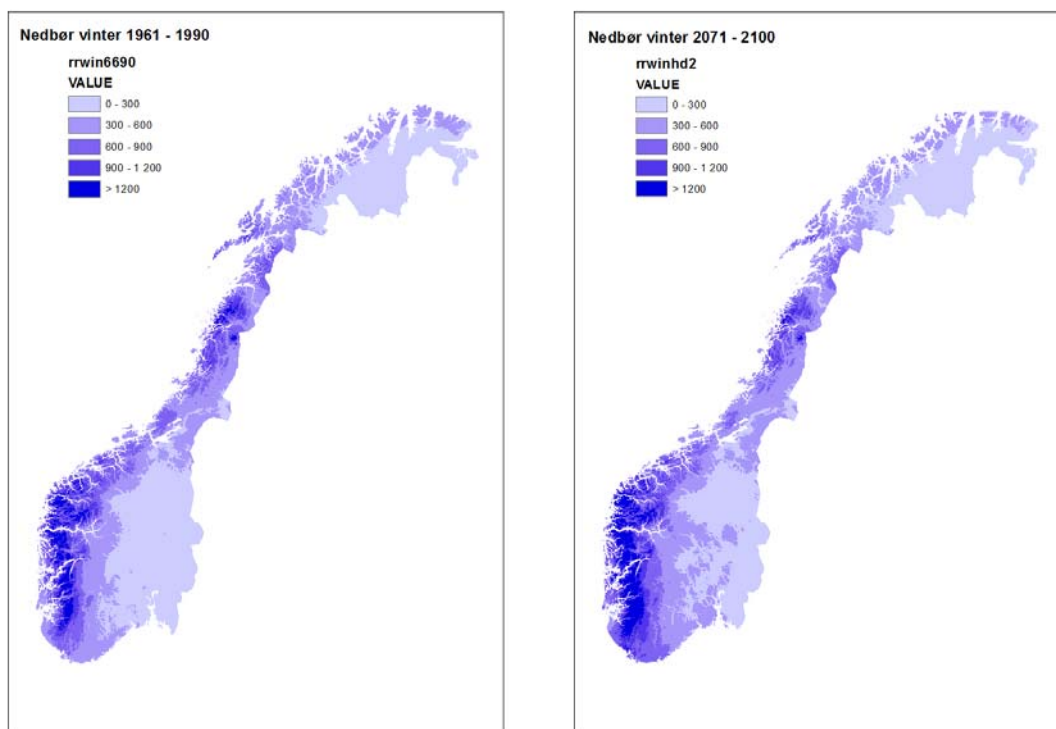 Nedbør vinter 1961 - 1990
rrwin6690
VALUE
0 - 300
300 - 600
600 - 900
900 - 1 200
> 1200
Nedbør vinter 2071 - 2100
rrwinhd2
VALUE
0 - 300
300 - 600
600 - 900
900 - 1 200
> 1200